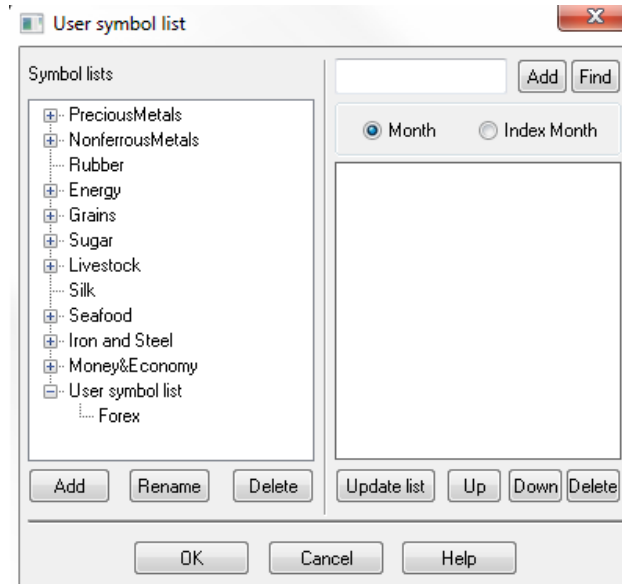 User symbol list
Symbol lists
Add Find
PreciousMetals
NonferrousMetals
Rubber
Energy
Grains
Sugar
Livestock
Silk
Seafood
Iron and Steel
Money&Economy
User symbol list
Forex
Month Index Month
Add Rename Delete
Update list Up Down Delete
OK Cancel Help